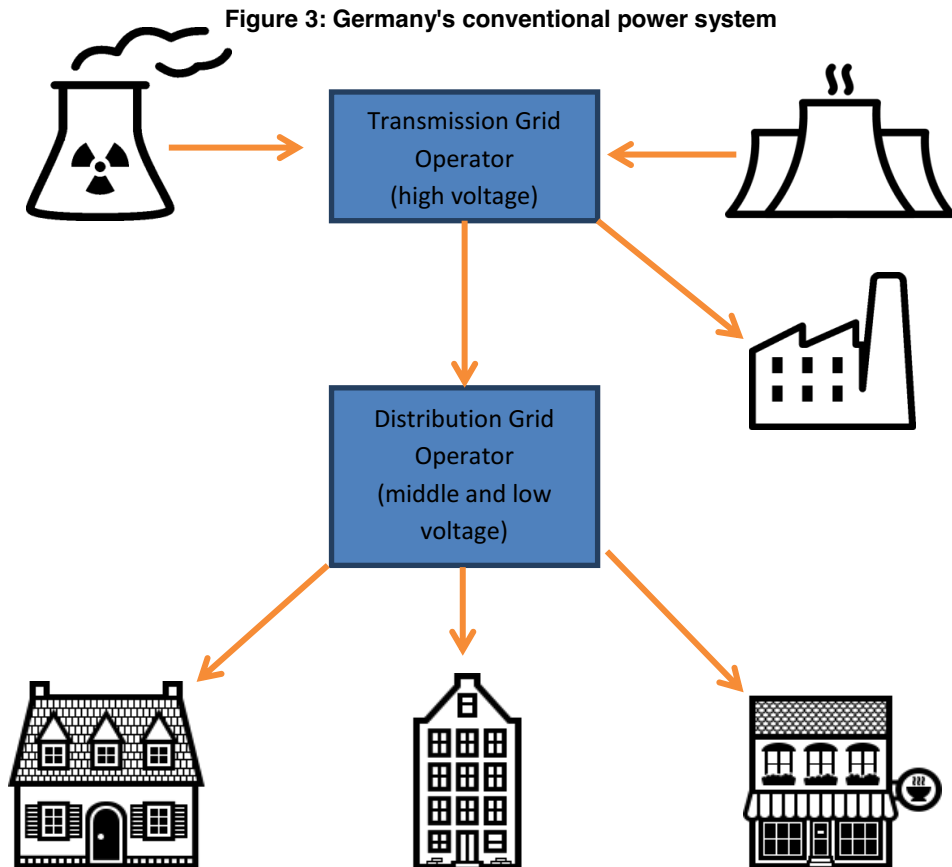 Figure 3: Germany's conventional power system
Transmission Grid
Operator
(high voltage)
Distribution Grid
Operator
(middle and low
voltage)